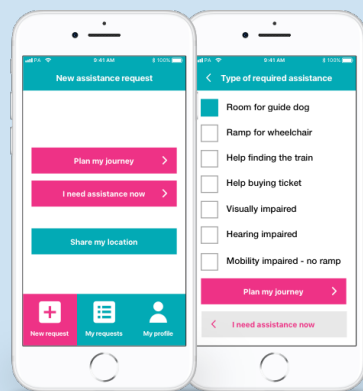 PA
9:41 AM
100%
New assistance request
Plan my journey
I need assistance now
Share my location
New request
My requests
My profile
PA
9:41 AM
100%
Type of required assistance
Room for guide dog
Ramp for wheelchair
Help finding the train
Help buying ticket
Visually impaired
Hearing impaired
Mobility impaired - no ramp
Plan my journey
I need assistance now